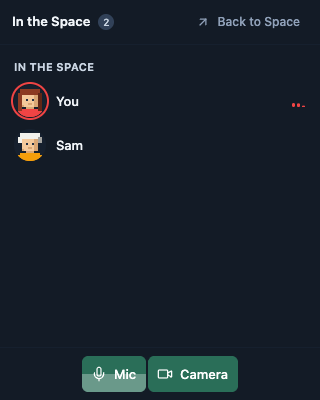 In the Space 2 Back to Space
IN THE SPACE
You
Sam
Mic Camera